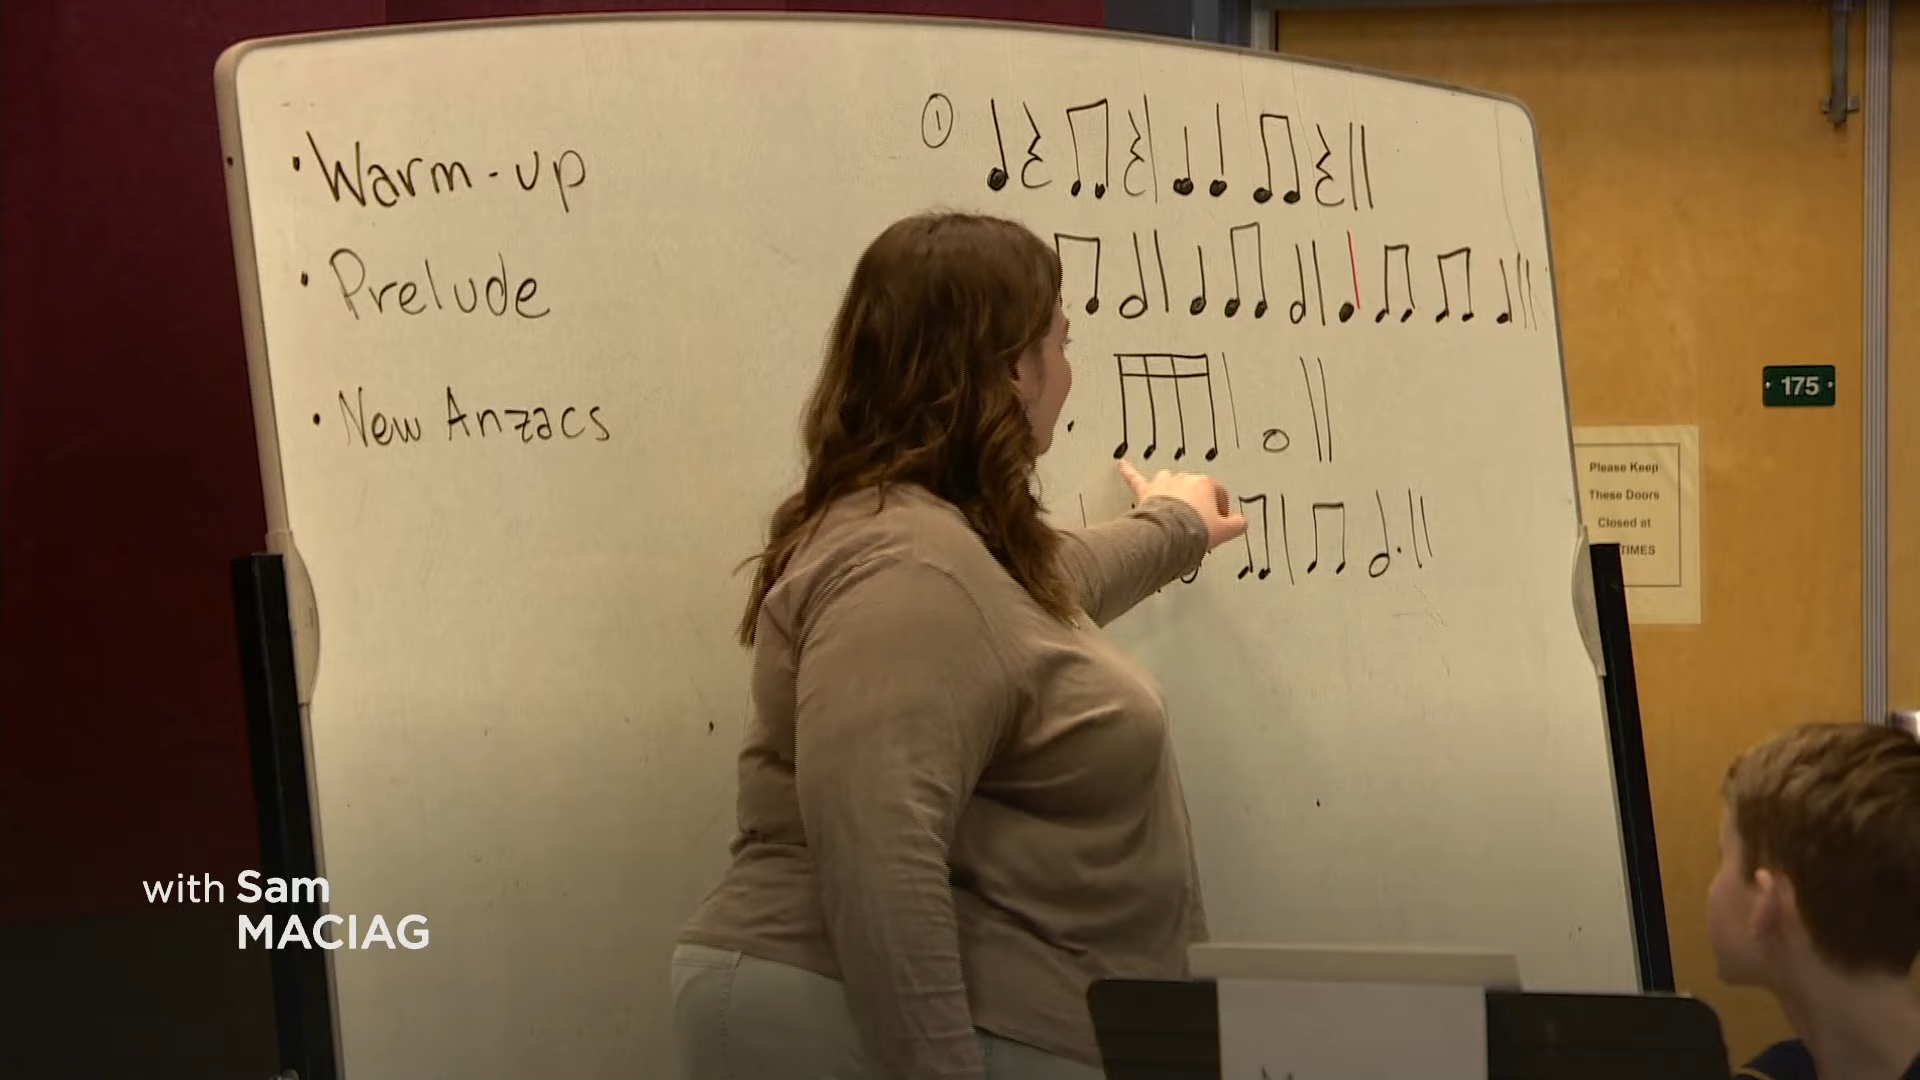 • Warm-up
• Prelude
• New Anzacs
1
175
Please Keep
These Doors
Closed at
TIMES
with Sam
MACIAG